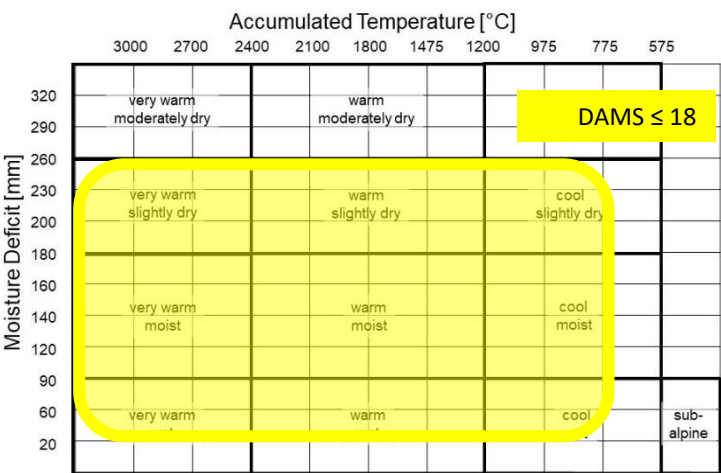 Accumulated Temperature [°C]
3000 2700 2400 2100 1800 1475 1200 975 775 575
Moisture Deficit [mm]
320
very warm
moderately dry
warm
moderately dry
DAMS ≤ 18
290
260
230
very warm
slightly dry
warm
slightly dry
cool
slightly dry
200
180
160
140
very warm
moist
warm
moist
cool
moist
120
90
60
very warm
warm
cool
sub-
alpine
20